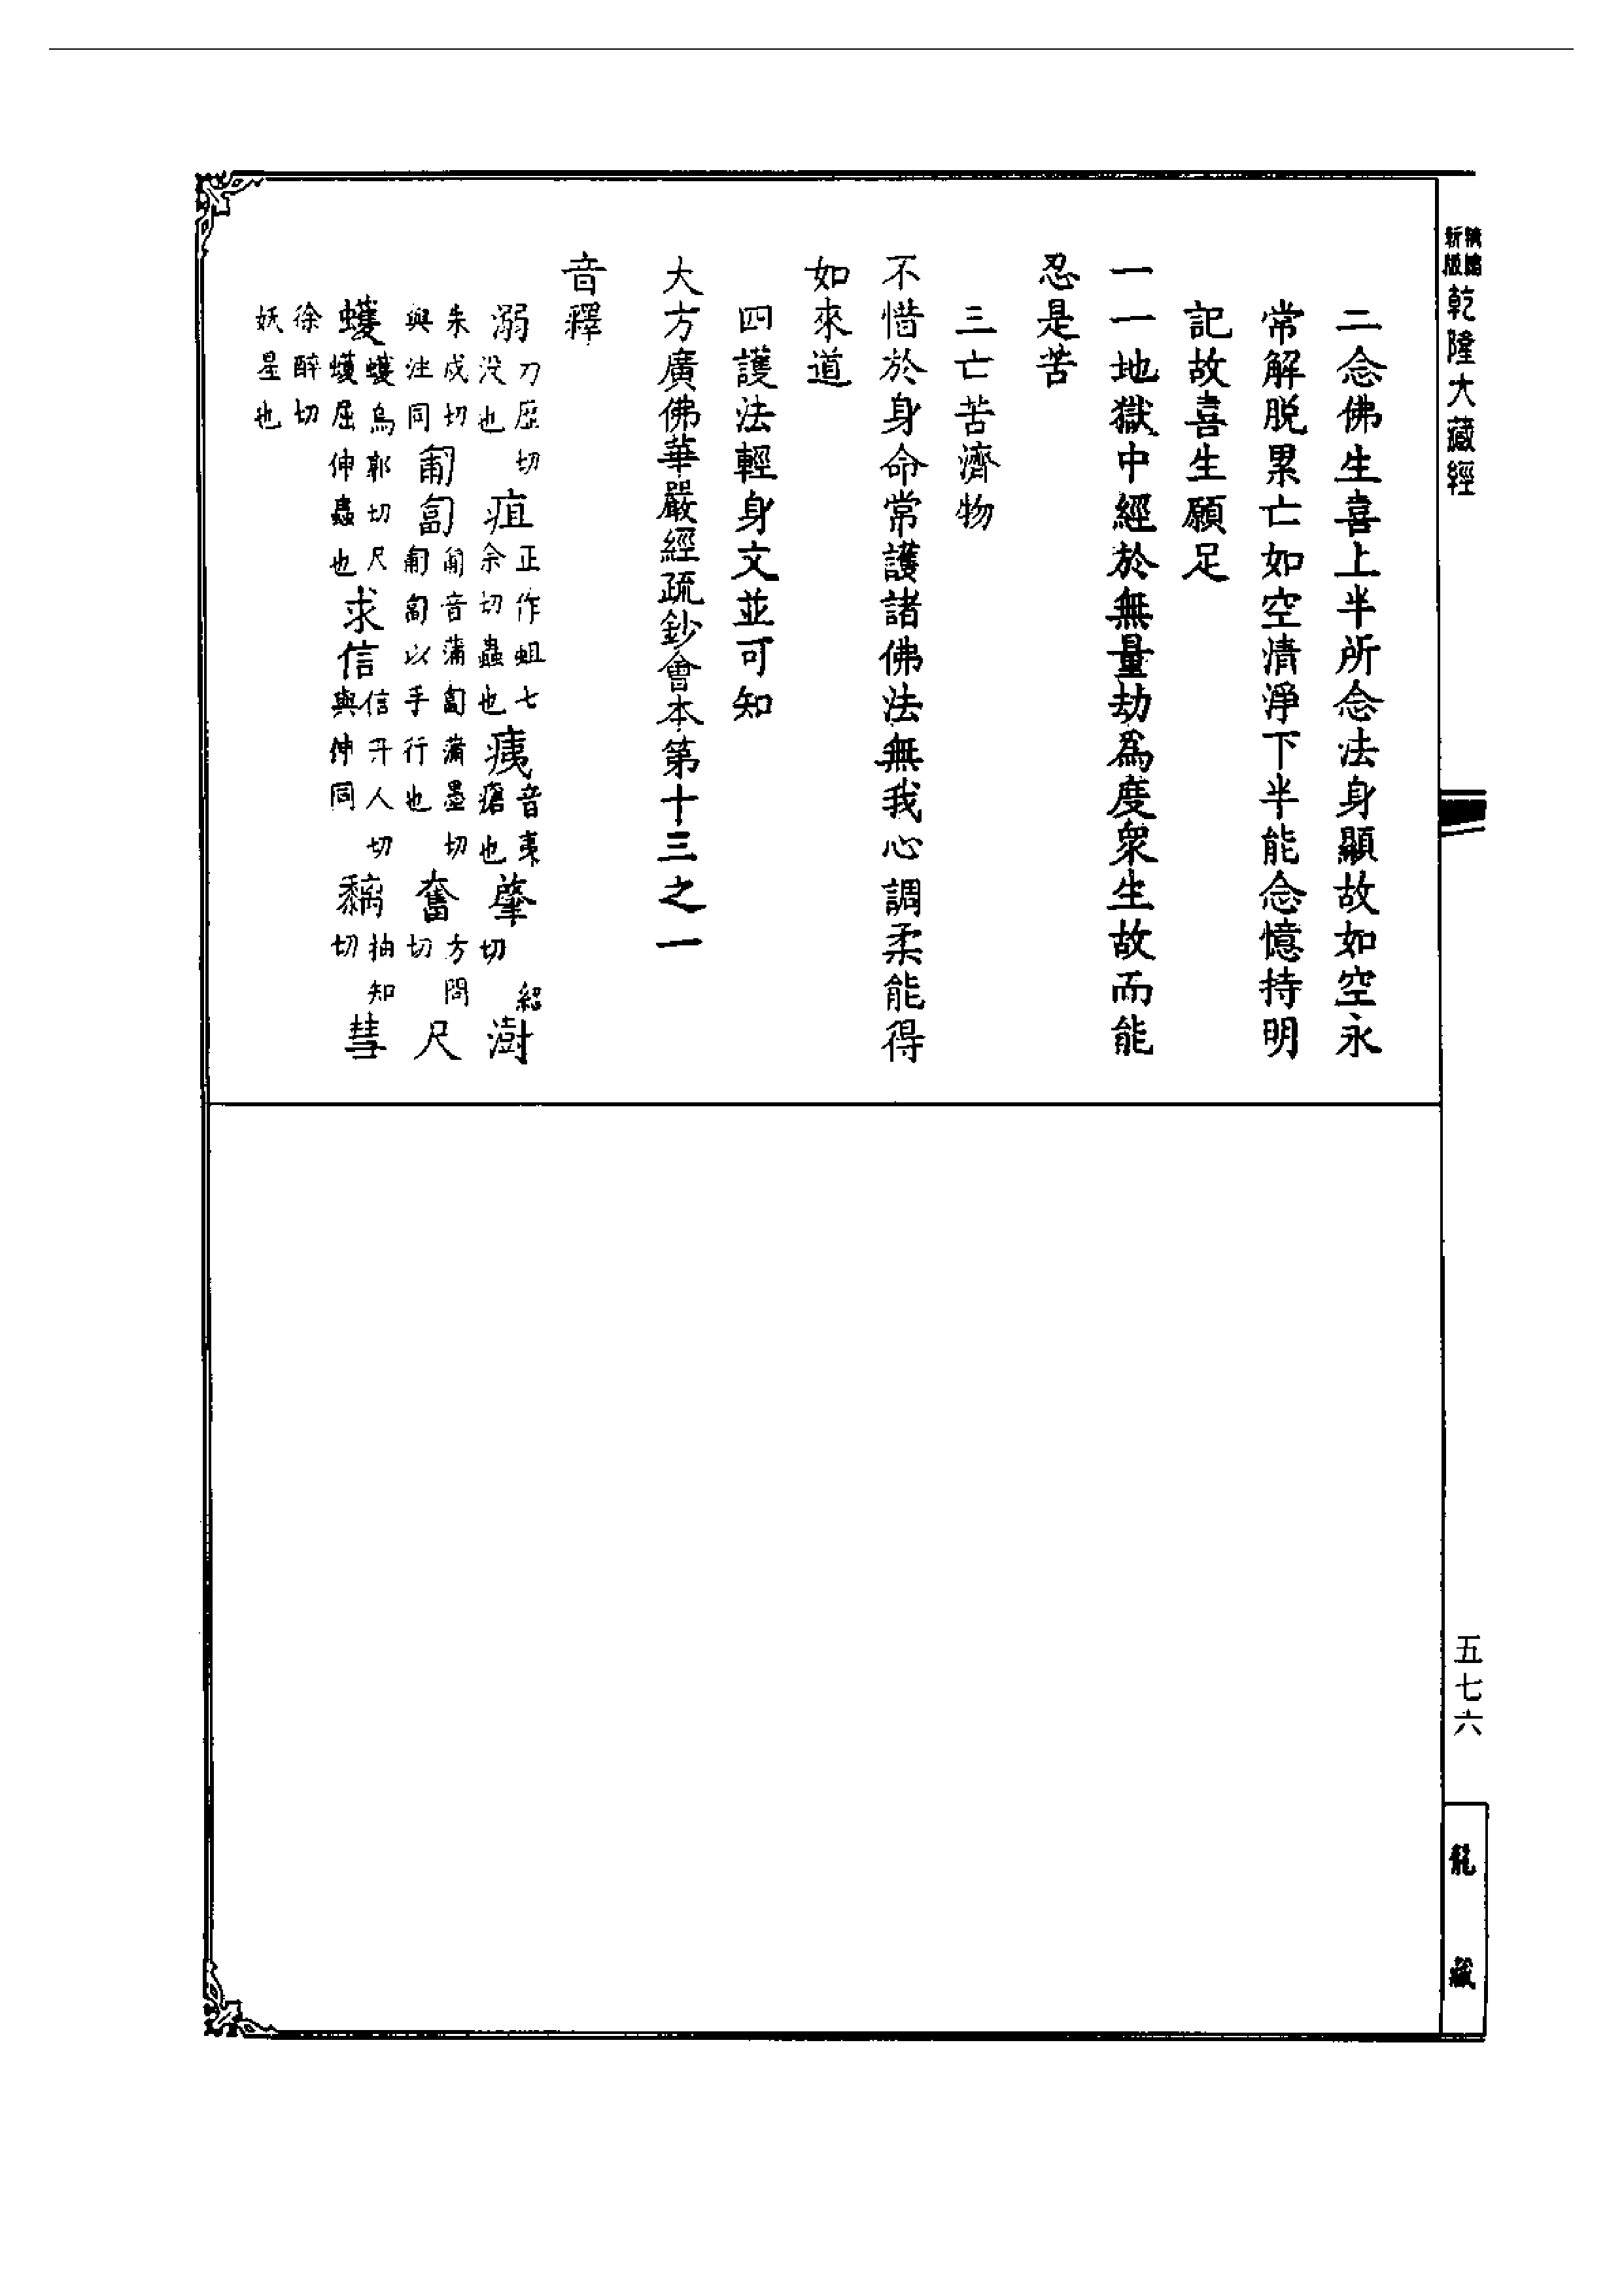 新版
乾隆大藏經
五七六
龍藏
二念佛生喜上半所念法身顯故如空永
常解脱累亡如空清淨下半能念憶持明
記故喜生願足
一一地獄中經於無量劫為度衆生故而能
忍是苦
三亡苦濟物
不惜於身命常護諸佛法無我心調柔能得
如來道
四護法輕身文並可知
大方廣佛華嚴經疏鈔會本第十三之一
音釋
溺刀歴切没也 疽正作蛆七余切蟲也 痍音夷瘡也 肇紹切 澍
朱戍切與注同 匍匐匍音蒲匐蒲墨切匍匐以手行也 奮方問切 尺
蠖蠖烏郭切尺蠖屈伸蟲也 求信信升人切與伸同 黐抽知切 彗
徐醉切
妖星也